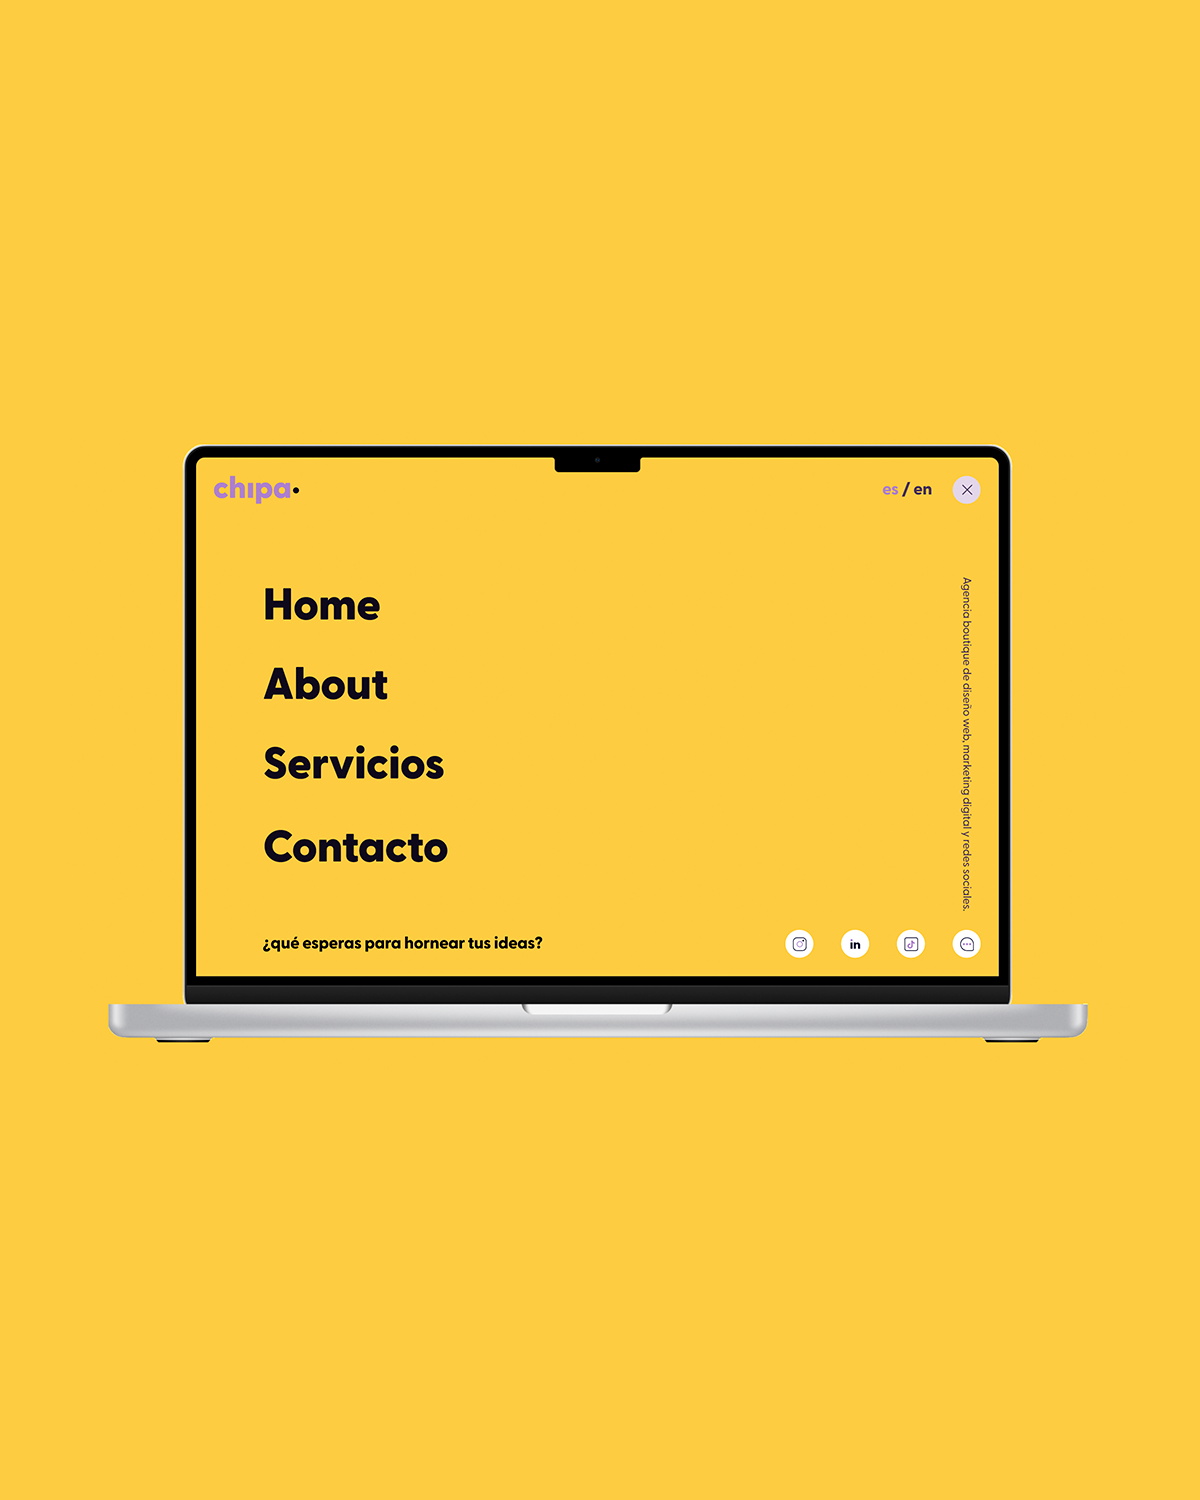 chipa.
es / en
Home
About
Servicios
Contacto
Agencia boutique de diseño web, marketing digital y redes sociales.
¿qué esperas para hornear tus ideas?
in